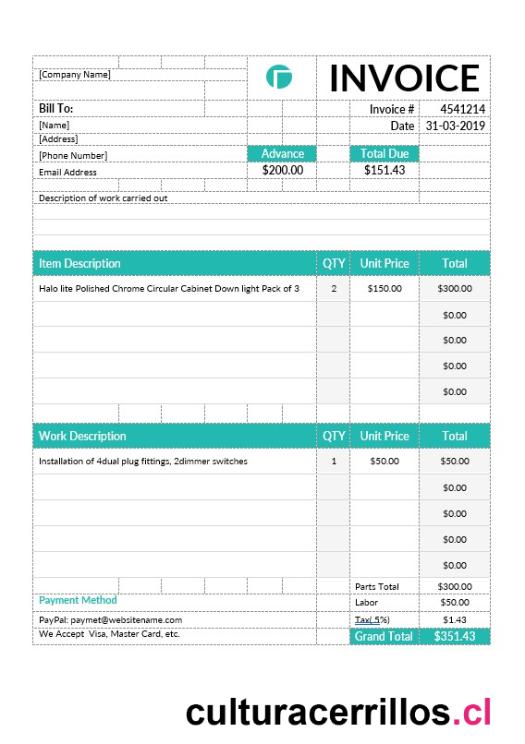 [Company Name]
INVOICE
Bill To:
Invoice # 4541214
[Name]
Date 31-03-2019
[Address]
[Phone Number] Advance Total Due
Email Address $200.00 $151.43
Description of work carried out
Item Description QTY Unit Price Total
Halo lite Polished Chrome Circular Cabinet Down light Pack of 3 2 $150.00 $300.00
$0.00
$0.00
$0.00
$0.00
Work Description QTY Unit Price Total
Installation of 4dual plug fittings, 2dimmer switches 1 $50.00 $50.00
$0.00
$0.00
$0.00
$0.00
Parts Total $300.00
Payment Method Labor $50.00
PayPal: paymet@websitename.com Tax( 5%) $1.43
We Accept Visa, Master Card, etc. Grand Total $351.43
culturacerrillos.cl